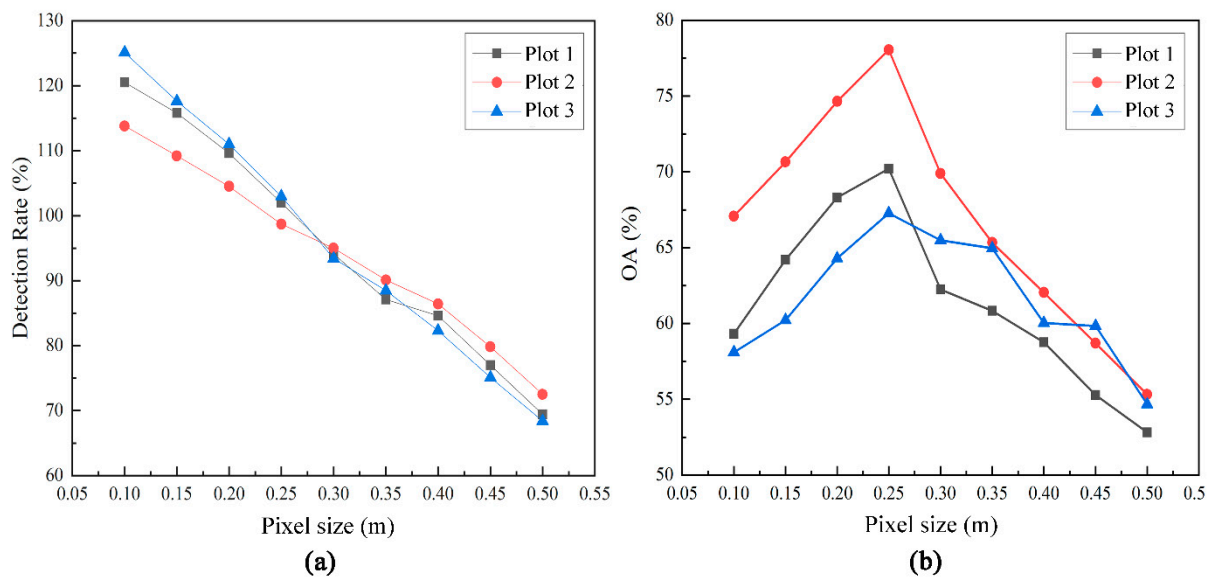 130
120
110
100
90
80
70
60
Detection Rate (%)
0.05 0.10 0.15 0.20 0.25 0.30 0.35 0.40 0.45 0.50 0.55
Pixel size (m)
Plot 1
Plot 2
Plot 3
(a)
80
75
70
65
60
55
50
OA (%)
0.05 0.10 0.15 0.20 0.25 0.30 0.35 0.40 0.45 0.50 0.5
Pixel size (m)
Plot 1
Plot 2
Plot 3
(b)